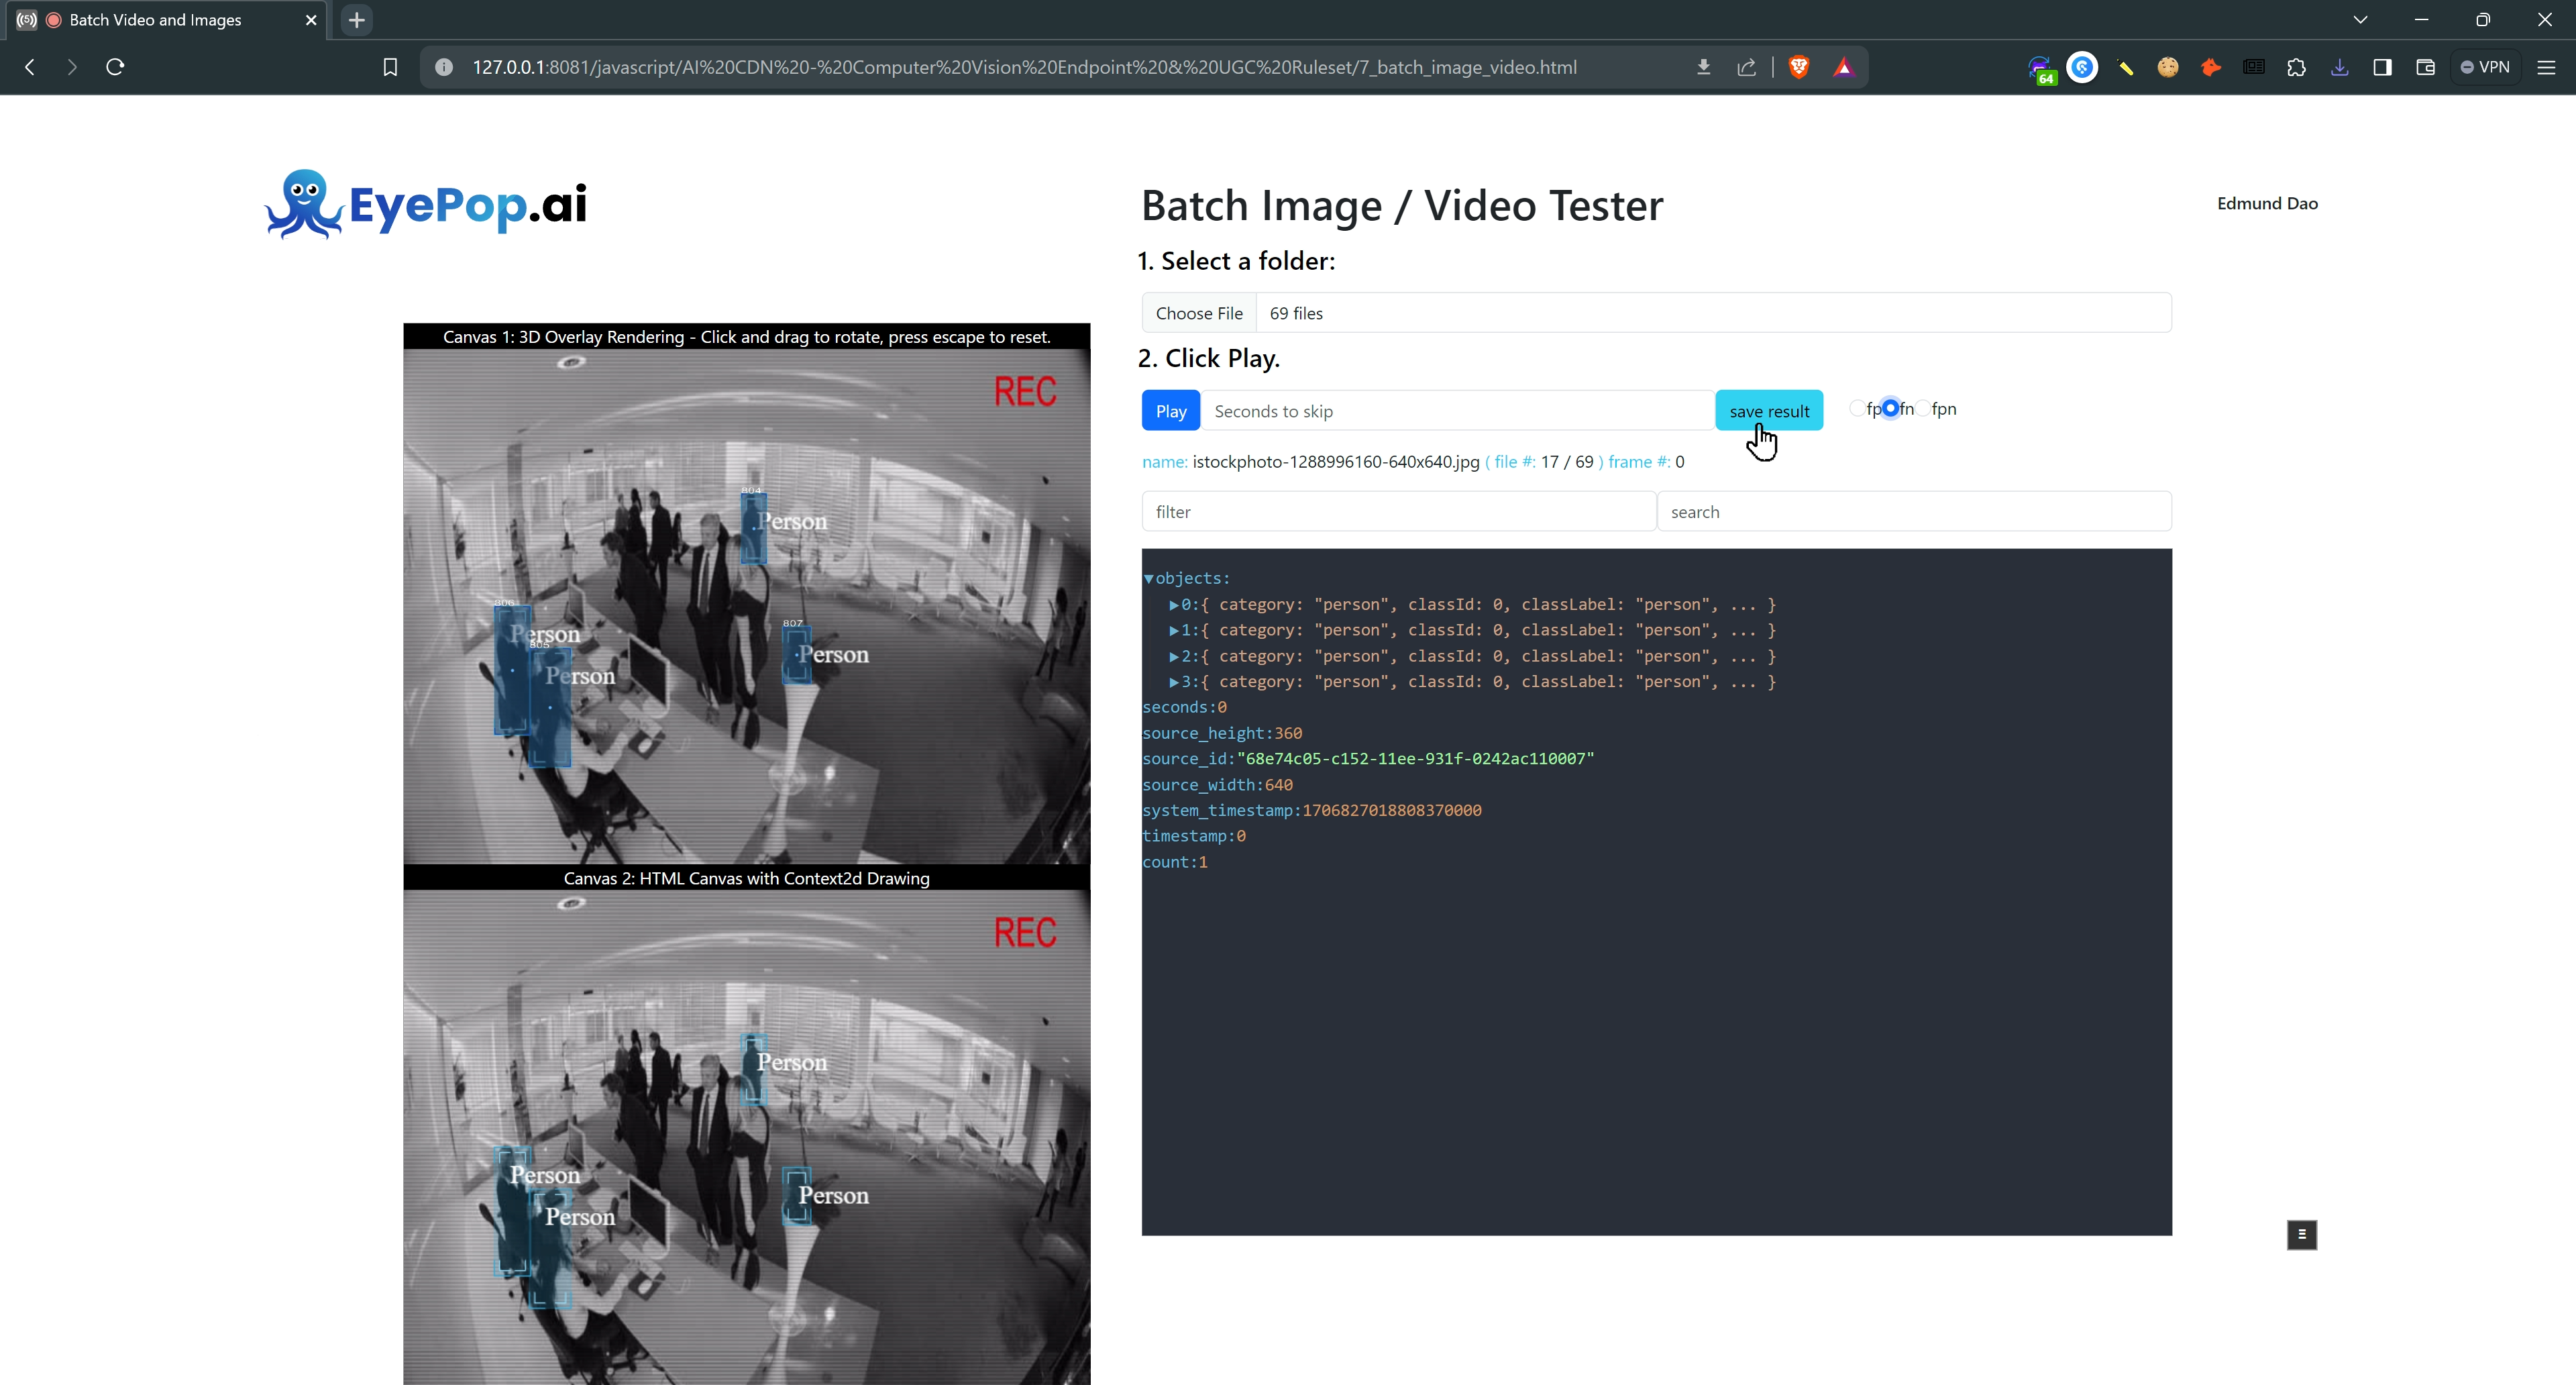 ((5)) Batch Video and Images
127.0.0.1:8081/javascript/AI%20CDN%20-%20Computer%20Vision%20Endpoint%20&%20UGC%20Ruleset/7_batch_image_video.html
64
VPN
EyePop.ai
Batch Image / Video Tester
Edmund Dao
1. Select a folder:
Choose File 69 files
2. Click Play.
Play Seconds to skip save result fp fn fpn
name: istockphoto-1288996160-640x640.jpg ( file #: 17 / 69 ) frame #: 0
filter search
▼objects:
▶0:{ category: "person", classId: 0, classLabel: "person", ... }
▶1:{ category: "person", classId: 0, classLabel: "person", ... }
▶2:{ category: "person", classId: 0, classLabel: "person", ... }
▶3:{ category: "person", classId: 0, classLabel: "person", ... }
seconds:0
source_height:360
source_id:"68e74c05-c152-11ee-931f-0242ac110007"
source_width:640
system_timestamp:1706827018808370000
timestamp:0
count:1
Canvas 1: 3D Overlay Rendering - Click and drag to rotate, press escape to reset.
REC
804
Person
806
Person
805
Person
807
Person
Canvas 2: HTML Canvas with Context2d Drawing
REC
Person
Person
Person
Person